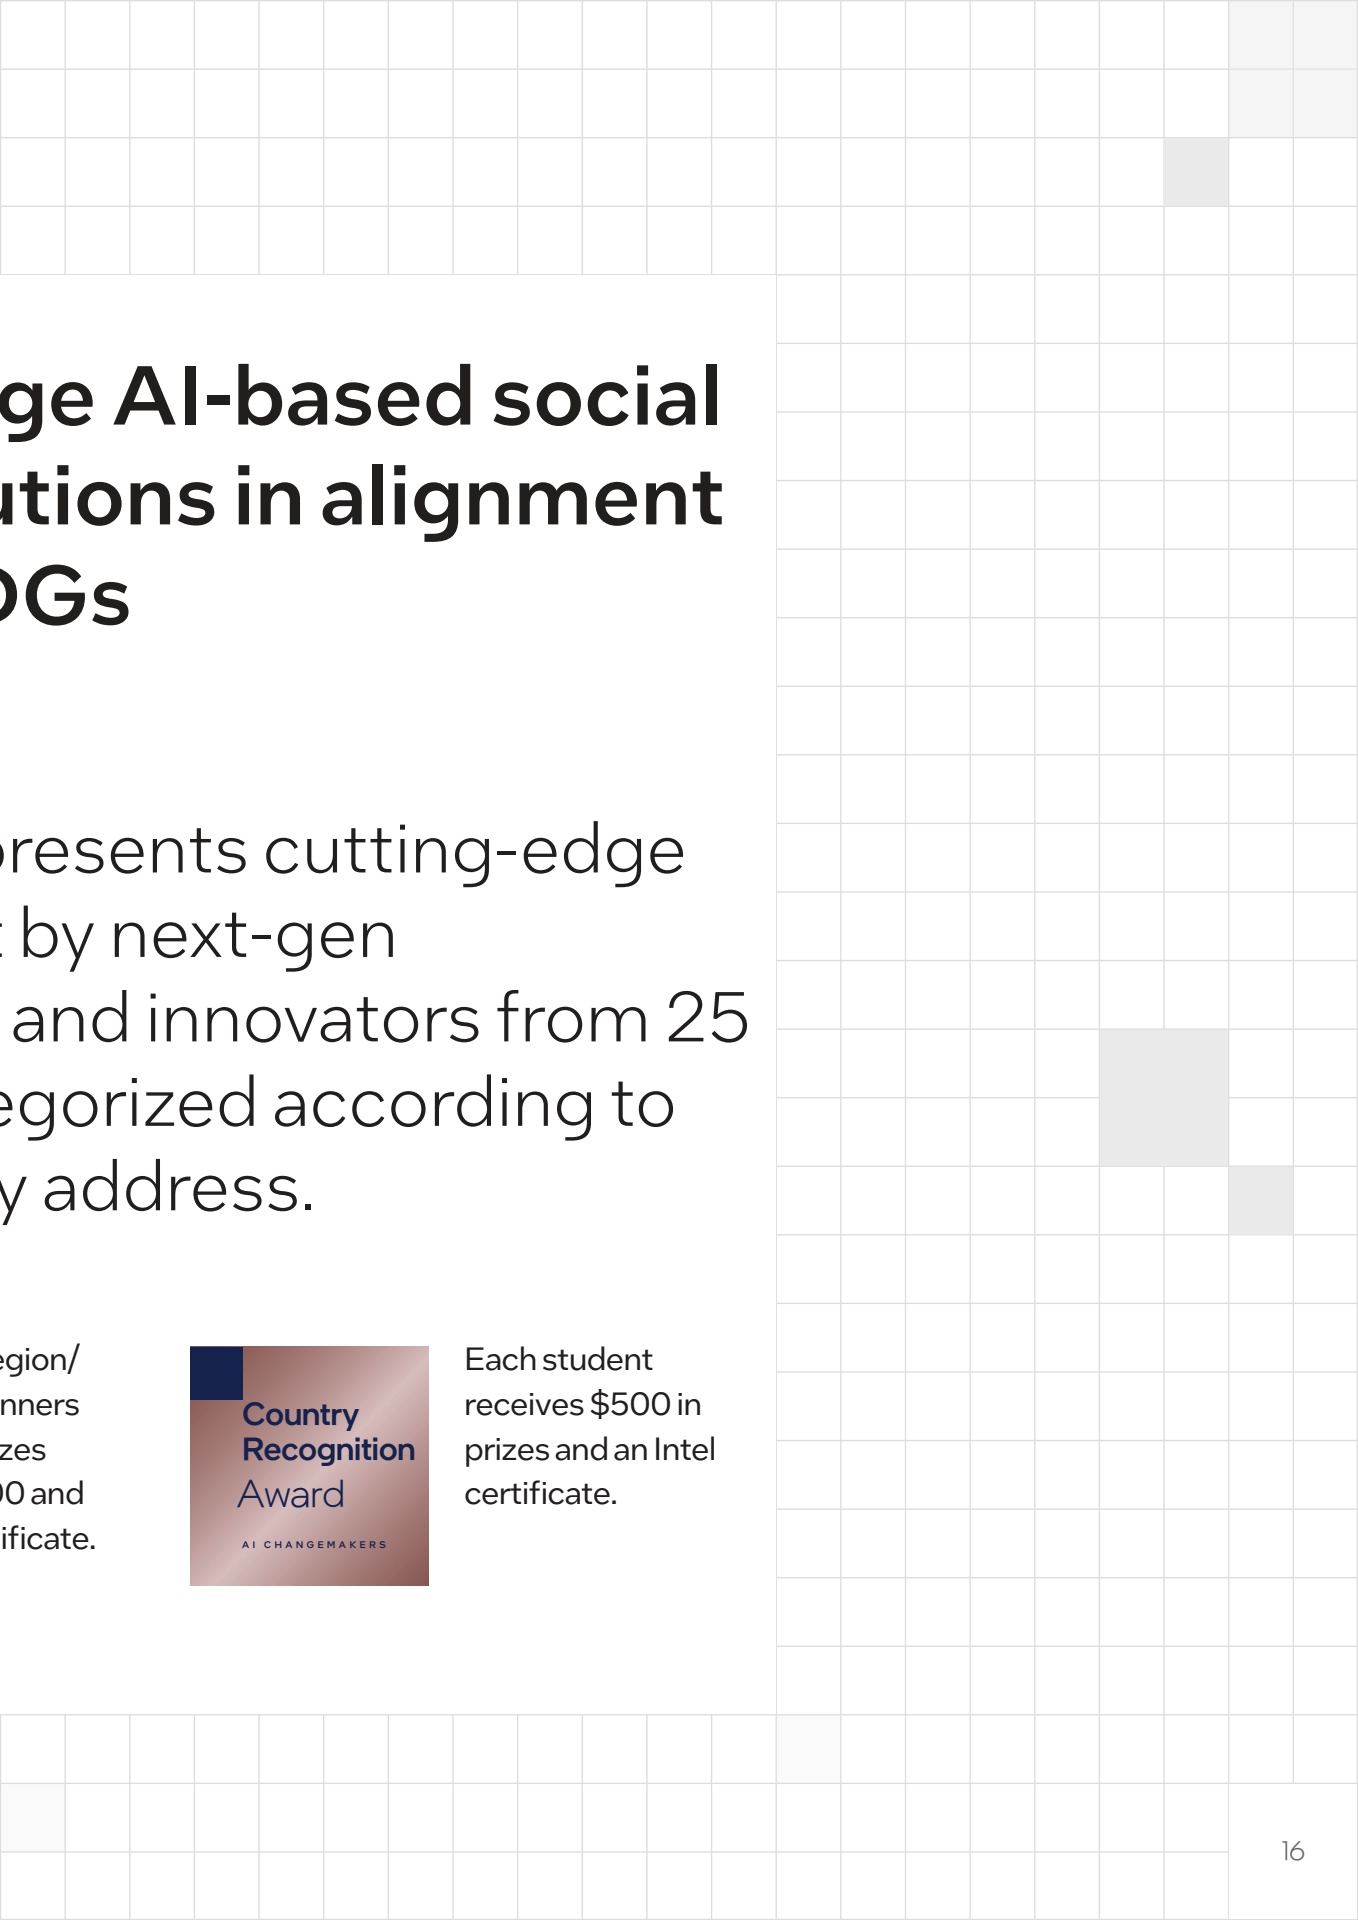 ge AI-based social
utions in alignment
DGs
presents cutting-edge
t by next-gen
and innovators from 25
egorized according to
y address.
egion/
nners
zes
00 and
ificate.
Country
Recognition
Award
AI CHANGEMAKERS
Each student
receives $500 in
prizes and an Intel
certificate.
16